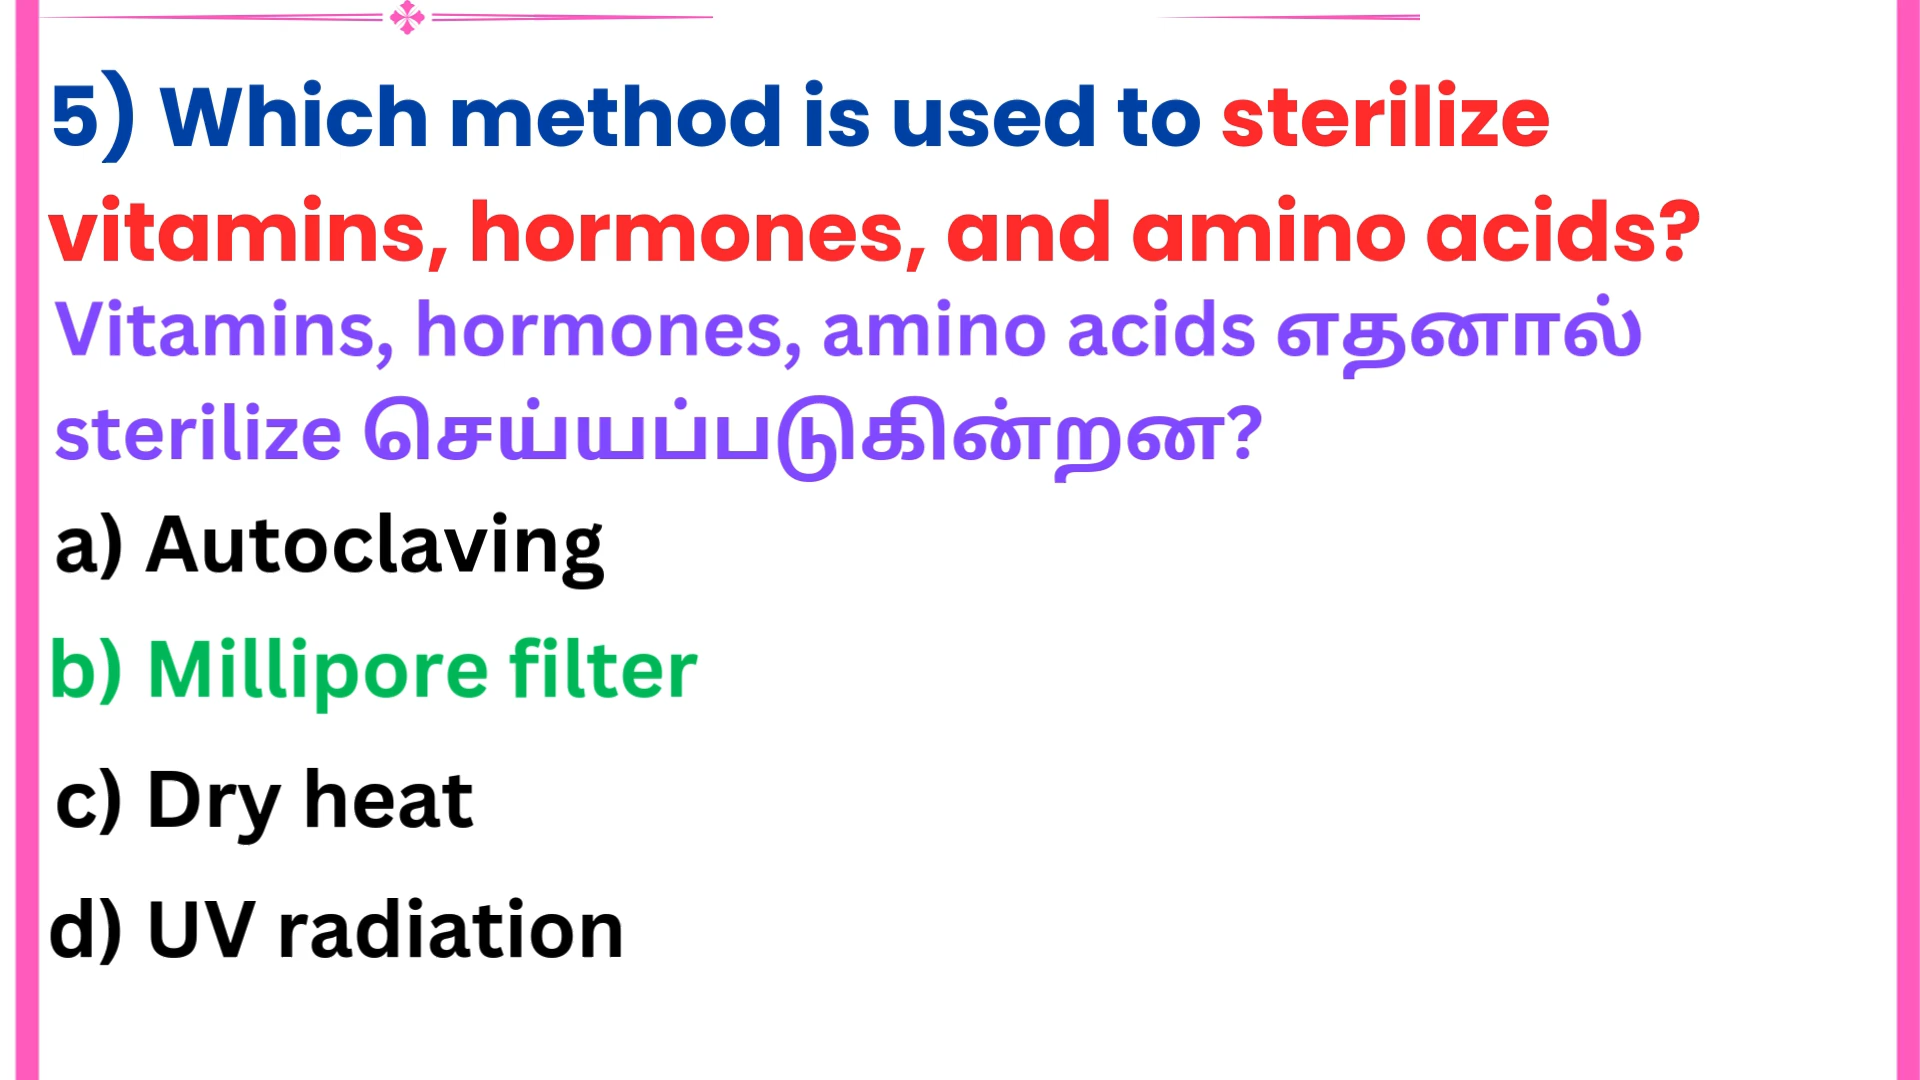 5) Which method is used to sterilize
vitamins, hormones, and amino acids?
Vitamins, hormones, amino acids எதனால்
sterilize செய்யப்படுகின்றன?
a) Autoclaving
b) Millipore filter
c) Dry heat
d) UV radiation